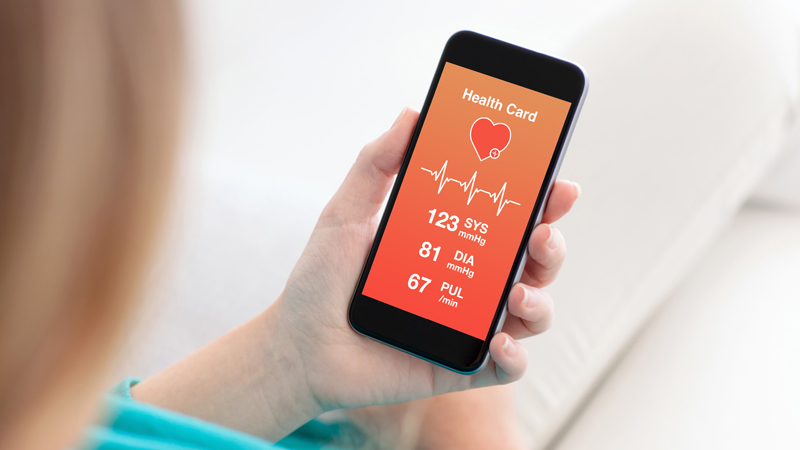 Health Card
123 SYS
mmHg
81 DIA
mmHg
67 PUL
/min